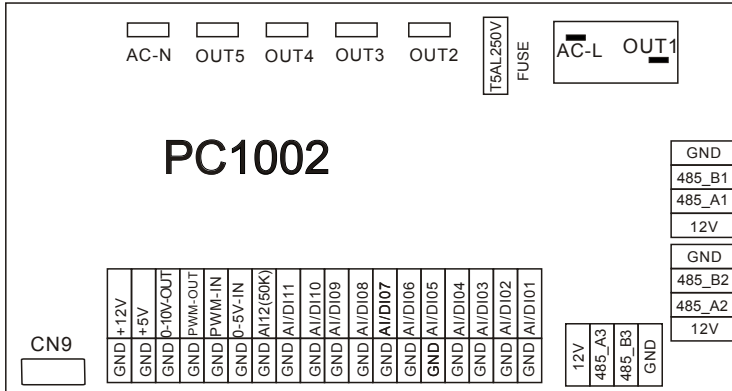 AC-N OUT5 OUT4 OUT3 OUT2 T5AL250V FUSE AC-L OUT1
PC1002
GND
485_B1
485_A1
12V
GND
485_B2
485_A2
12V
+12V +5V 0-10V-OUT PWM-OUT PWM-IN 0-5V-IN AI12(50K) AI/DI11 AI/DI10 AI/DI09 AI/DI08 AI/DI07 AI/DI06 AI/DI05 AI/DI04 AI/DI03 AI/DI02 AI/DI01
GND GND GND GND GND GND GND GND GND GND GND GND GND GND GND GND GND GND
CN9
12V 485_A3 485_B3 GND